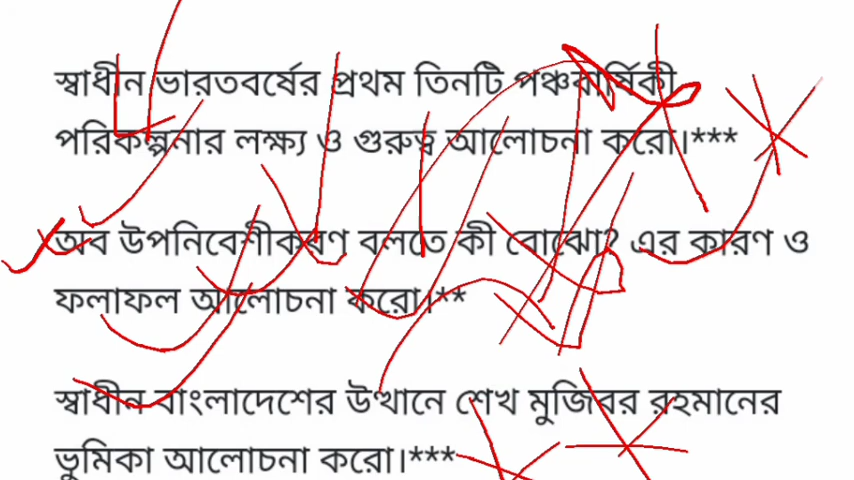 স্বাধীন ভারতবর্ষের প্রথম তিনটি পঞ্চবার্ষিকী
পরিকল্পনার লক্ষ্য ও গুরুত্ব আলোচনা করো।***
অব উপনিবেশীকরণ বলতে কী বোঝো? এর কারণ ও
ফলাফল আলোচনা করো।**
স্বাধীন বাংলাদেশের উত্থানে শেখ মুজিবর রহমানের
ভূমিকা আলোচনা করো।***